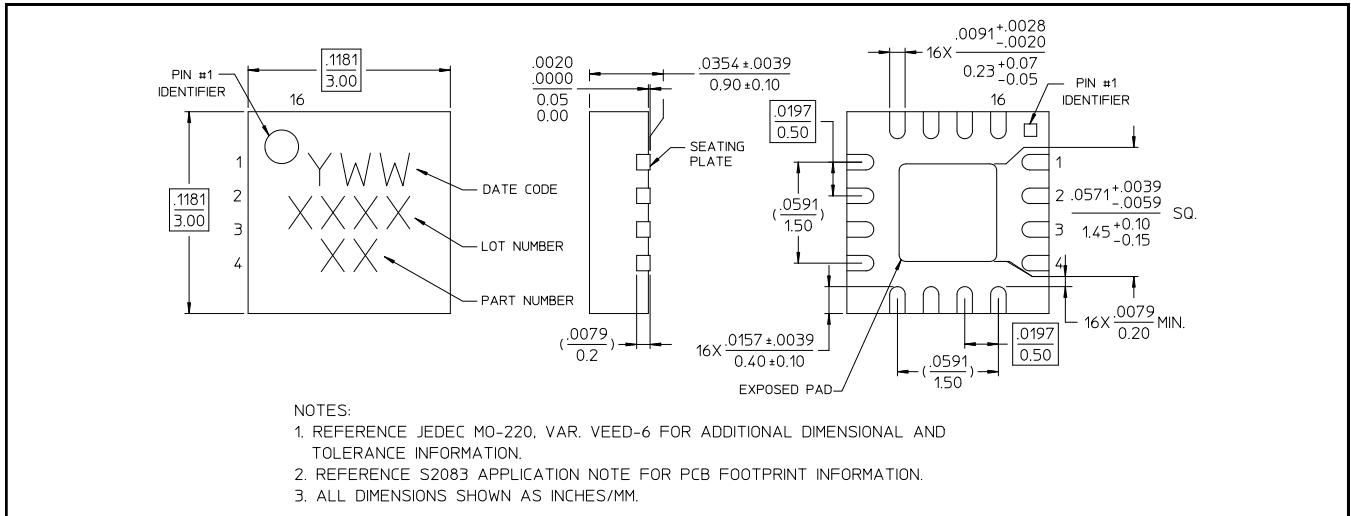 .1181
3.00
PIN #1
IDENTIFIER
16
.1181
3.00
1
2
3
4
YWW
XXXX
XX
DATE CODE
LOT NUMBER
PART NUMBER
.0020
.0000
0.05
0.00
.0354 ±.0039
0.90 ±0.10
SEATING
PLATE
(.0079)
0.2
16X .0091 +.0028 -.0020
0.23 +0.07 -0.05
16
PIN #1
IDENTIFIER
.0197
0.50
(.0591)
1.50
1
2
3
4
.0571 +.0039 -.0059 SQ.
1.45 +0.10 -0.15
16X .0079 MIN.
0.20
16X .0157 ±.0039
0.40 ±0.10
.0197
0.50
(.0591)
1.50
EXPOSED PAD
NOTES:
1. REFERENCE JEDEC MO-220, VAR. VEED-6 FOR ADDITIONAL DIMENSIONAL AND
TOLERANCE INFORMATION.
2. REFERENCE S2083 APPLICATION NOTE FOR PCB FOOTPRINT INFORMATION.
3. ALL DIMENSIONS SHOWN AS INCHES/MM.